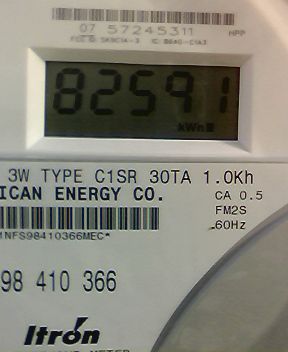 07 57245311
HPP
82591
kWh
3W TYPE C1SR 30TA 1.0Kh
ICAN ENERGY CO.
CA 0.5
FM2S
60Hz
98 410 366
Itron